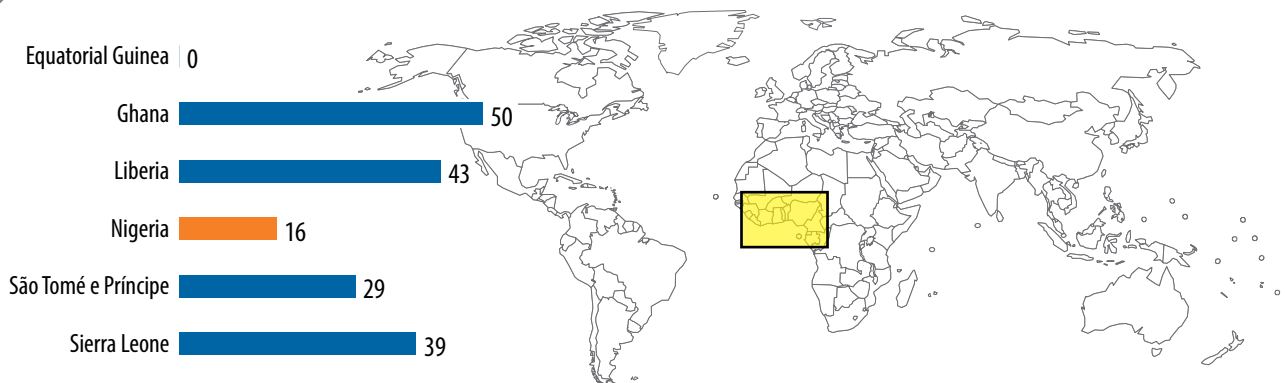 Equatorial Guinea 0
Ghana 50
Liberia 43
Nigeria 16
São Tomé e Príncipe 29
Sierra Leone 39